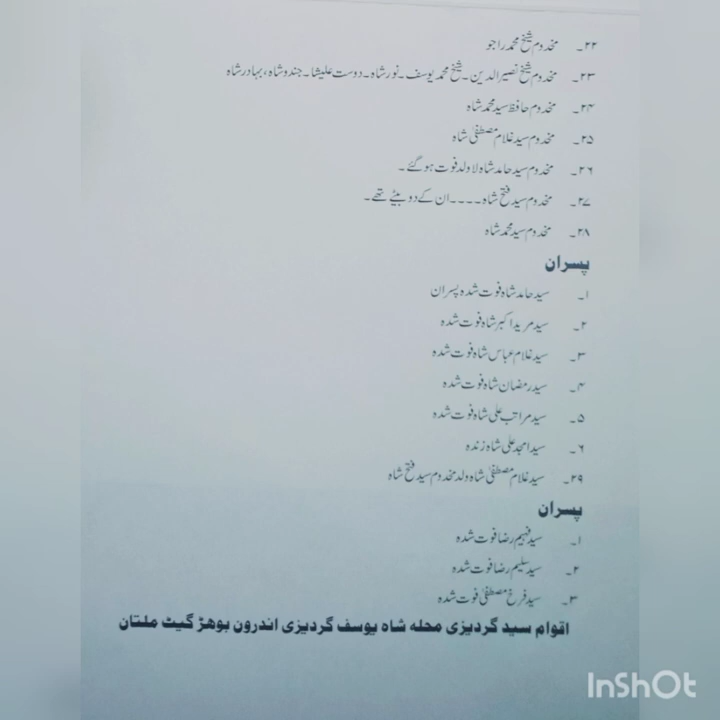 ۲۲۔ مخدوم شیخ محمد راجو
۲۳۔ مخدوم شیخ نصیر الدین۔ شیخ محمد یوسف۔ نور شاہ۔ دوست علیشا۔ جندوشاہ، بہادر شاہ
۲۴۔ مخدوم حافظ سید محمد شاہ
۲۵۔ مخدوم سید غلام مصطفیٰ شاہ
۲۶۔ مخدوم سید حامد شاہ لاولد فوت ہو گئے۔
۲۷۔ مخدوم سید فتح شاہ۔۔۔۔ان کے دو بیٹے تھے۔
۲۸۔ مخدوم سید محمد شاہ
پسران
۱۔ سید حامد شاہ فوت شدہ پسران
۲۔ سید مرید اکبر شاہ فوت شدہ
۳۔ سید غلام عباس شاہ فوت شدہ
۴۔ سید رمضان شاہ فوت شدہ
۵۔ سید مراتب علی شاہ فوت شدہ
۶۔ سید امجد علی شاہ زندہ
۲۹۔ سید غلام مصطفیٰ شاہ ولد مخدوم سید فتح شاہ
پسران
۱۔ سید فہیم رضا فوت شدہ
۲۔ سید سلیم رضا فوت شدہ
۳۔ سید فرخ مصطفیٰ فوت شدہ
اقوام سید گردیزی محلہ شاہ یوسف گردیزی اندرون بوھڑ گیٹ ملتان
InShOt